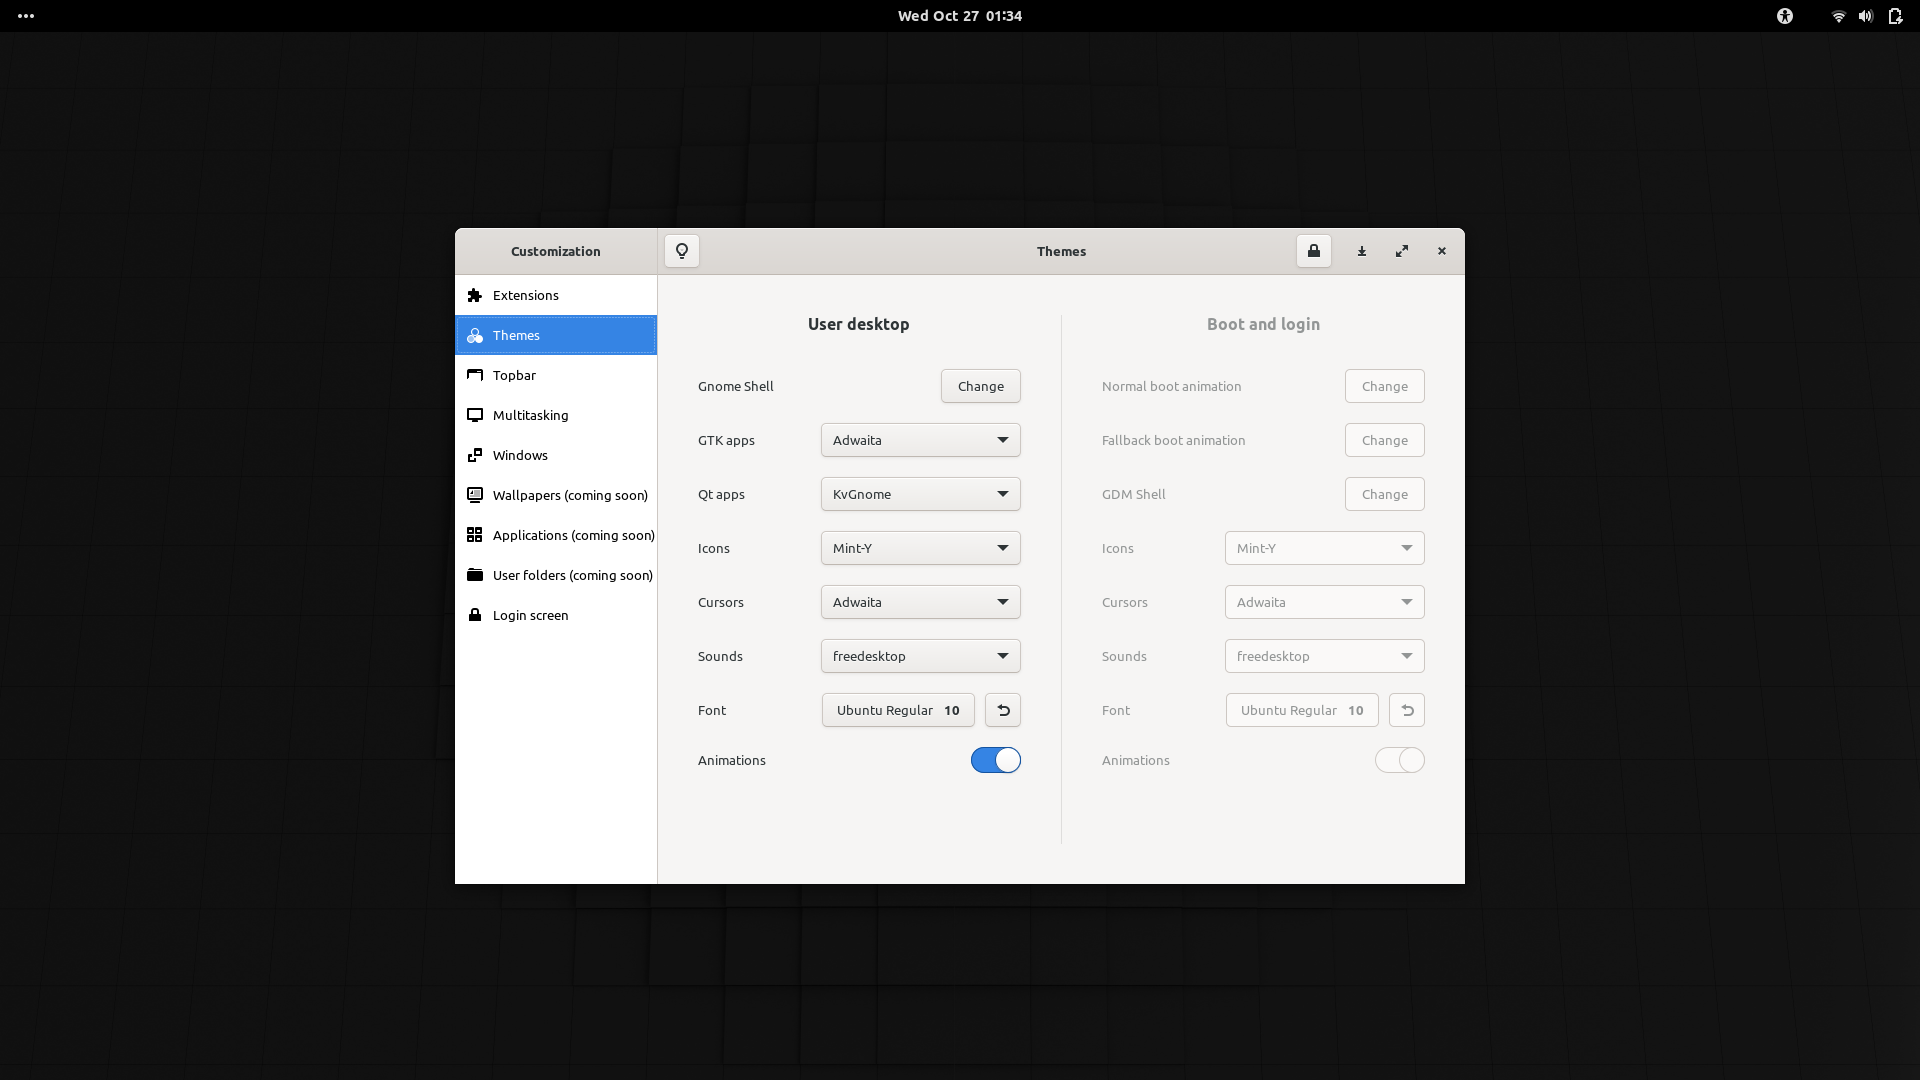 Wed Oct 27 01:34
Customization
Themes
Extensions
Themes
Topbar
Multitasking
Windows
Wallpapers (coming soon)
Applications (coming soon)
User folders (coming soon)
Login screen
User desktop
Gnome Shell Change
GTK apps Adwaita
Qt apps KvGnome
Icons Mint-Y
Cursors Adwaita
Sounds freedesktop
Font Ubuntu Regular 10
Animations
Boot and login
Normal boot animation Change
Fallback boot animation Change
GDM Shell Change
Icons Mint-Y
Cursors Adwaita
Sounds freedesktop
Font Ubuntu Regular 10
Animations